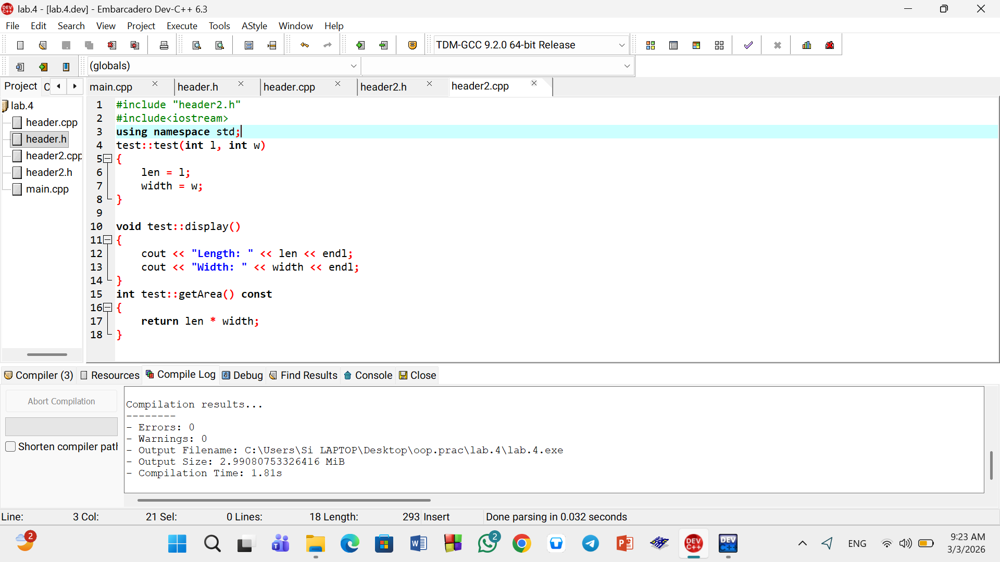 lab.4 - [lab.4.dev] - Embarcadero Dev-C++ 6.3
File Edit Search View Project Execute Tools AStyle Window Help
TDM-GCC 9.2.0 64-bit Release
(globals)
Project C
main.cpp header.h header.cpp header2.h header2.cpp
lab.4
header.cpp
header.h
header2.cpp
header2.h
main.cpp
1 #include "header2.h"
2 #include<iostream>
3 using namespace std;
4 test::test(int l, int w)
5 {
6 len = l;
7 width = w;
8 }
9
10 void test::display()
11 {
12 cout << "Length: " << len << endl;
13 cout << "Width: " << width << endl;
14 }
15 int test::getArea() const
16 {
17 return len * width;
18 }
Compiler (3) Resources Compile Log Debug Find Results Console Close
Abort Compilation
Shorten compiler path
Compilation results...
--------
- Errors: 0
- Warnings: 0
- Output Filename: C:\Users\Si LAPTOP\Desktop\oop.prac\lab.4\lab.4.exe
- Output Size: 2.99080753326416 MiB
- Compilation Time: 1.81s
Line: 3 Col: 21 Sel: 0 Lines: 18 Length: 293 Insert Done parsing in 0.032 seconds
2
2
DEV C++
DEV C++
ENG
9:23 AM
3/3/2026